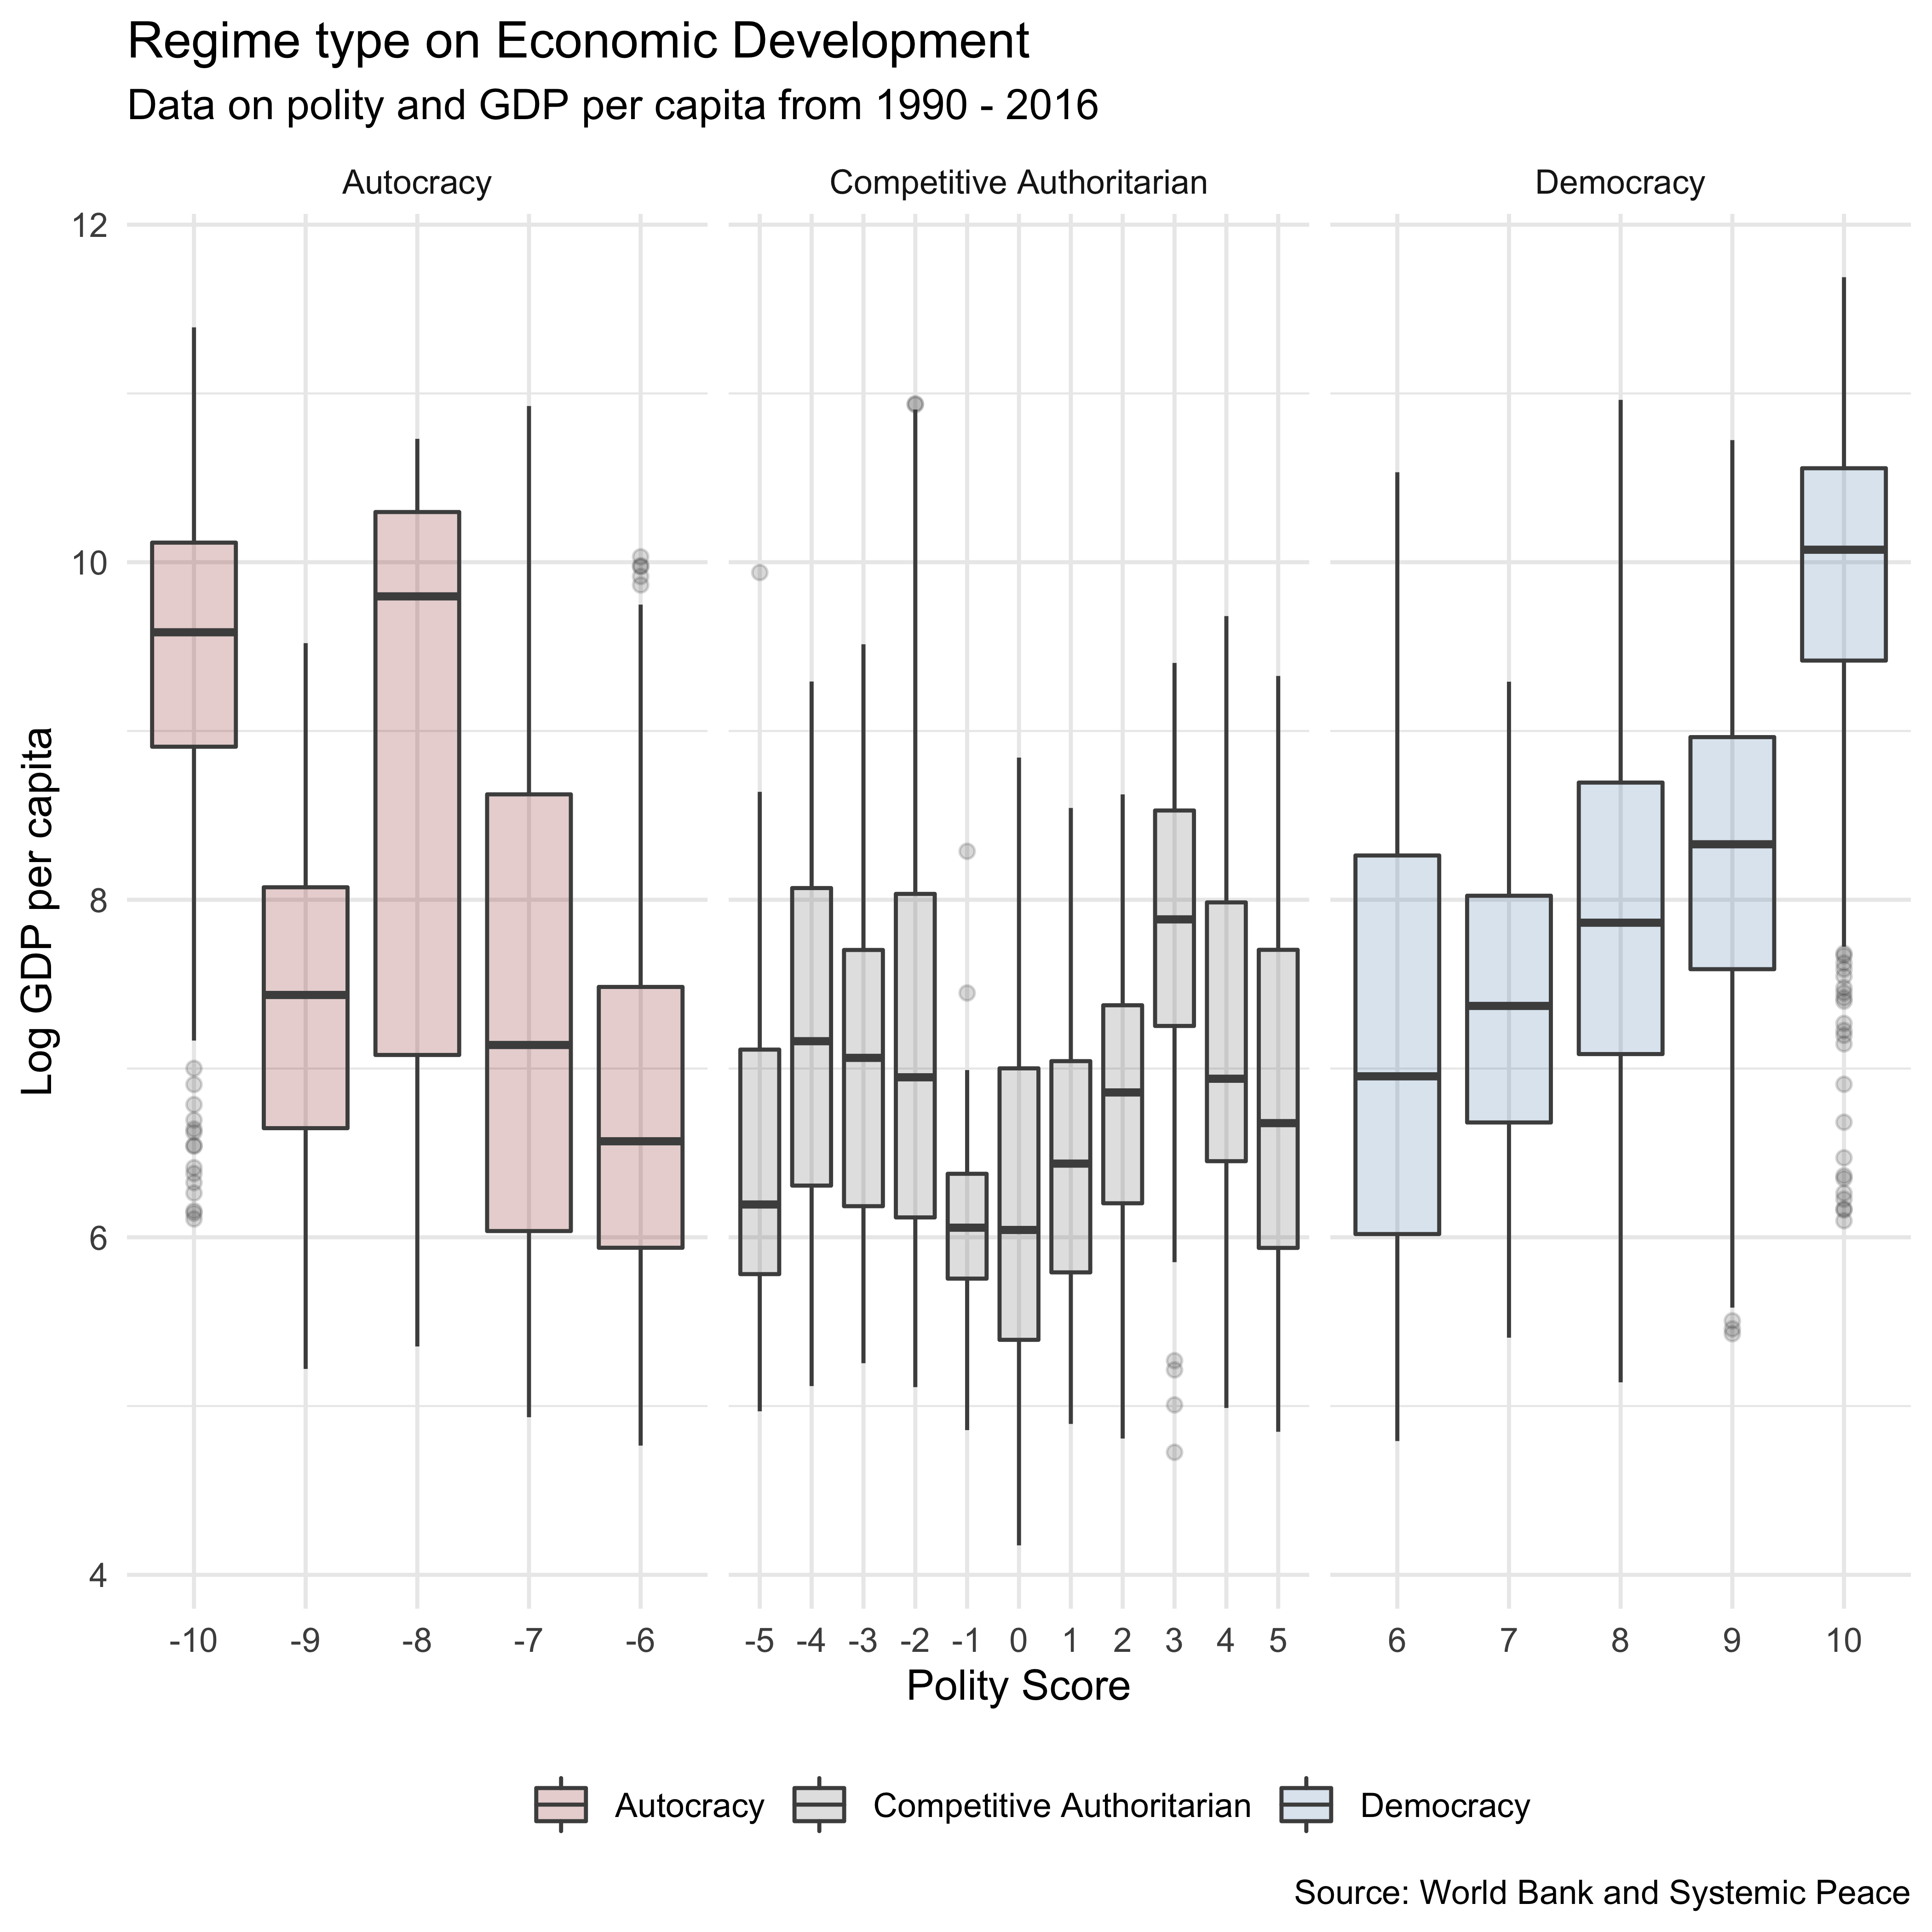 Regime type on Economic Development
Data on polity and GDP per capita from 1990 - 2016
Autocracy
Competitive Authoritarian
Democracy
Log GDP per capita
12
10
8
6
4
-10 -9 -8 -7 -6
-5 -4 -3 -2 -1 0 1 2 3 4 5
6 7 8 9 10
Polity Score
Autocracy Competitive Authoritarian Democracy
Source: World Bank and Systemic Peace